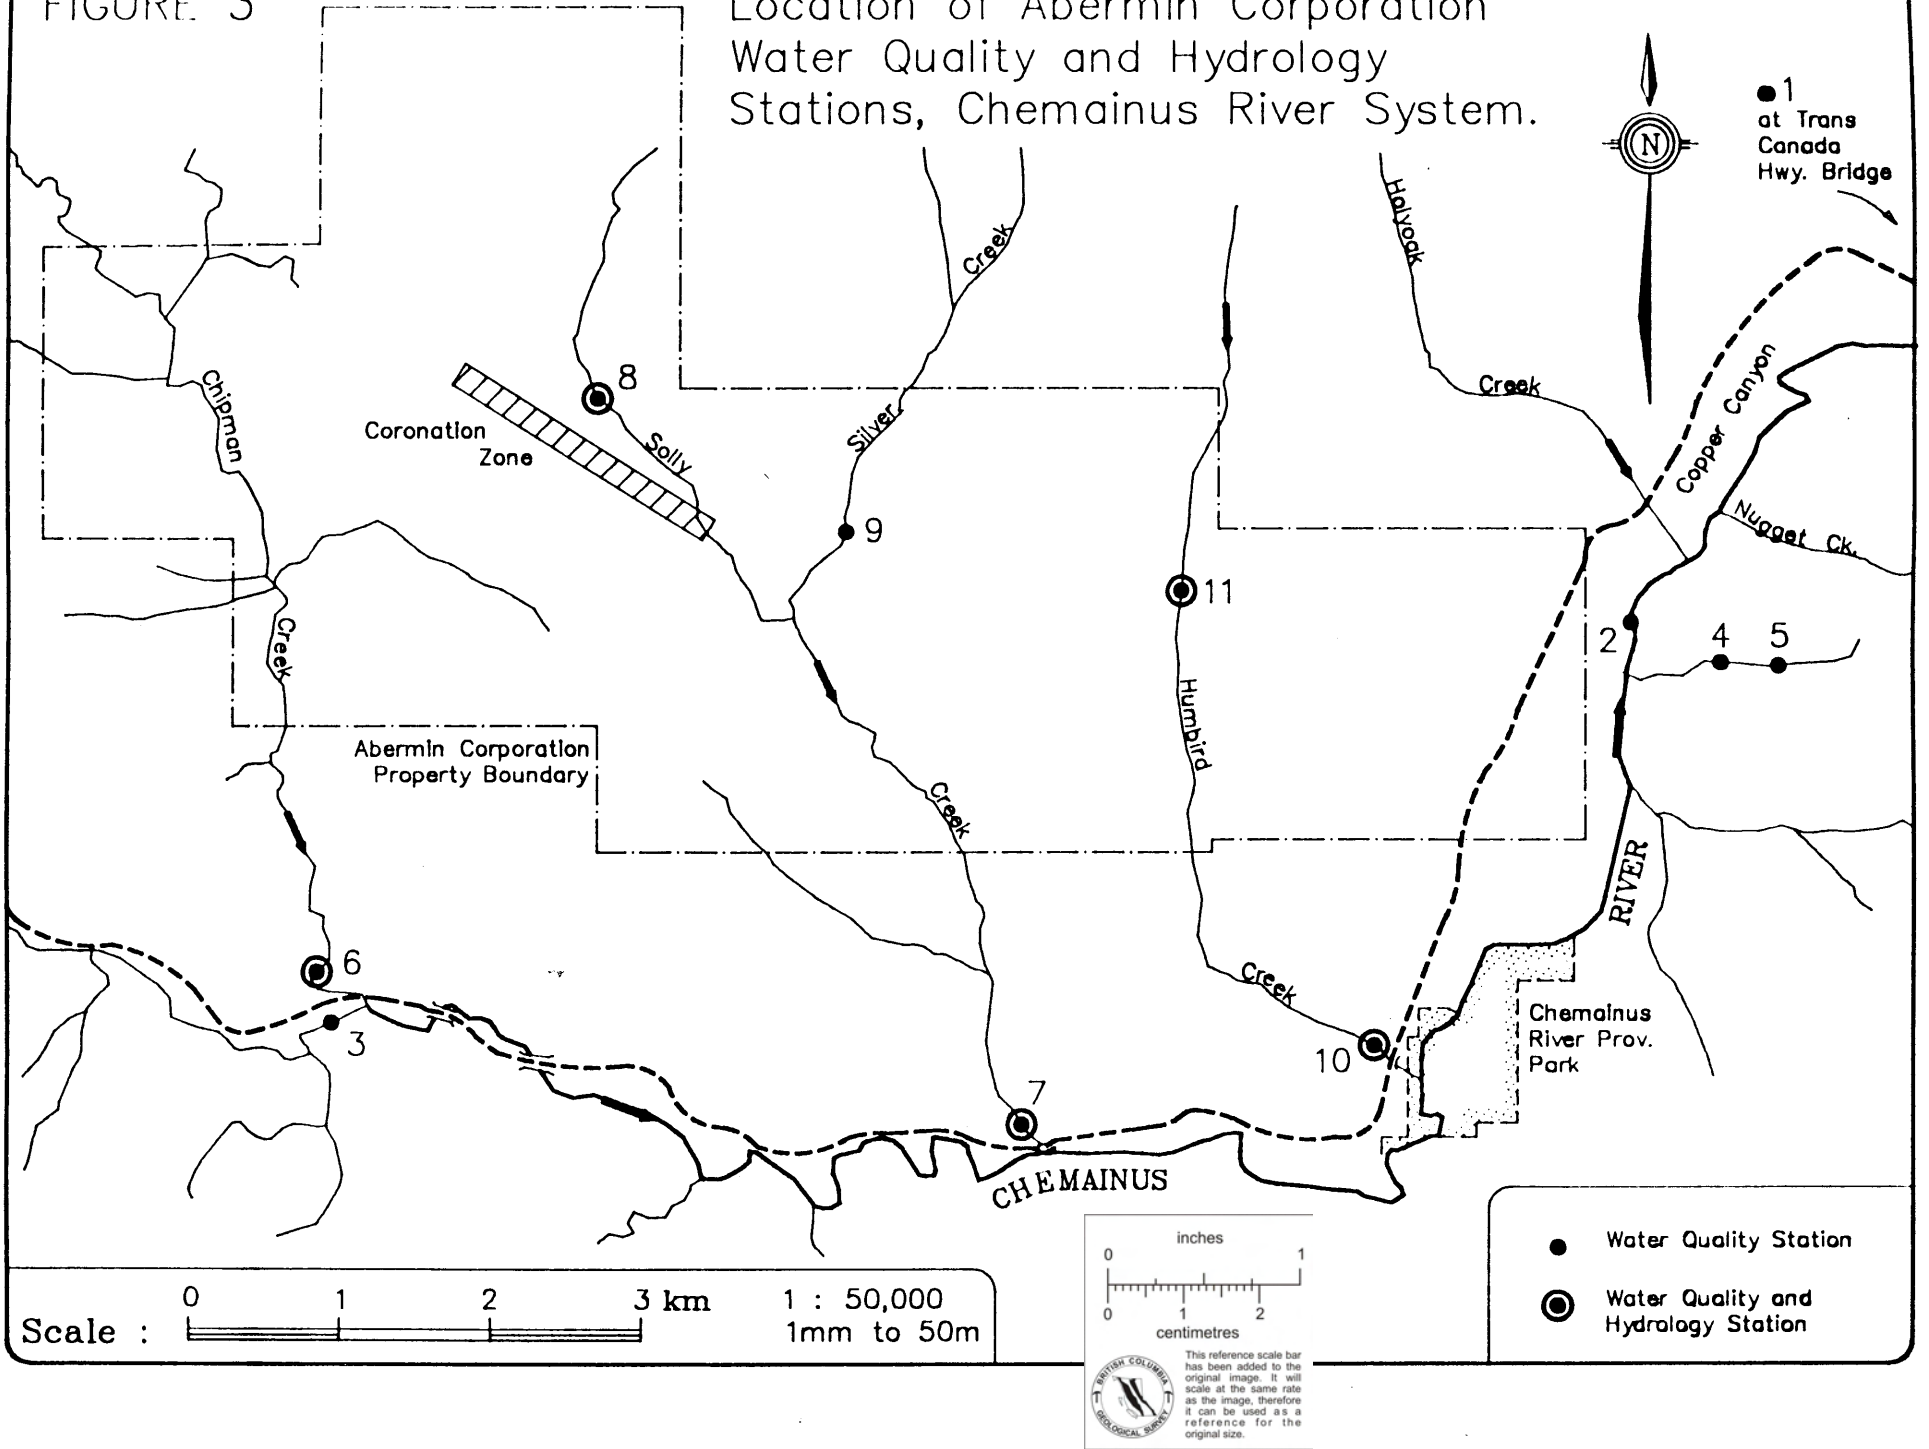 FIGURE 3
Location of Abermin Corporation
Water Quality and Hydrology
Stations, Chemainus River System.
N
1
at Trans
Canada
Hwy. Bridge
Holyoak
Creek
Creek
Silver
Chipman
Creek
8
Solly
Coronation
Zone
9
11
Copper Canyon
Nugget Ck.
2
4
5
Humbird
Creek
Abermin Corporation
Property Boundary
Creek
RIVER
6
3
7
10
Chemainus
River Prov.
Park
CHEMAINUS
Water Quality Station
Water Quality and
Hydrology Station
0 1 2 3 km
Scale :
1 : 50,000
1mm to 50m
inches
0 1
0 1 2
centimetres
This reference scale bar
has been added to the
original image. It will
scale at the same rate
as the image, therefore
it can be used as a
reference for the
original size.
BRITISH COLUMBIA
GEOLOGICAL SURVEY